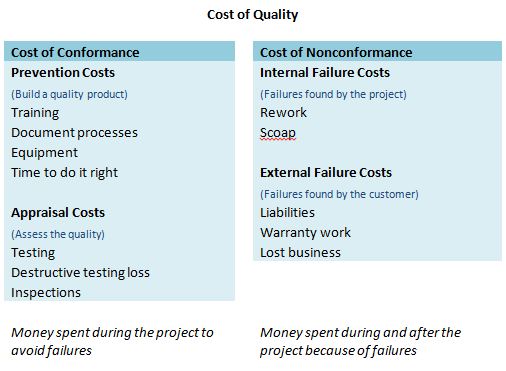 Cost of Quality
Cost of Conformance
Prevention Costs
(Build a quality product)
Training
Document processes
Equipment
Time to do it right
Appraisal Costs
(Assess the quality)
Testing
Destructive testing loss
Inspections
Money spent during the project to
avoid failures
Cost of Nonconformance
Internal Failure Costs
(Failures found by the project)
Rework
Scoap
External Failure Costs
(Failures found by the customer)
Liabilities
Warranty work
Lost business
Money spent during and after the
project because of failures